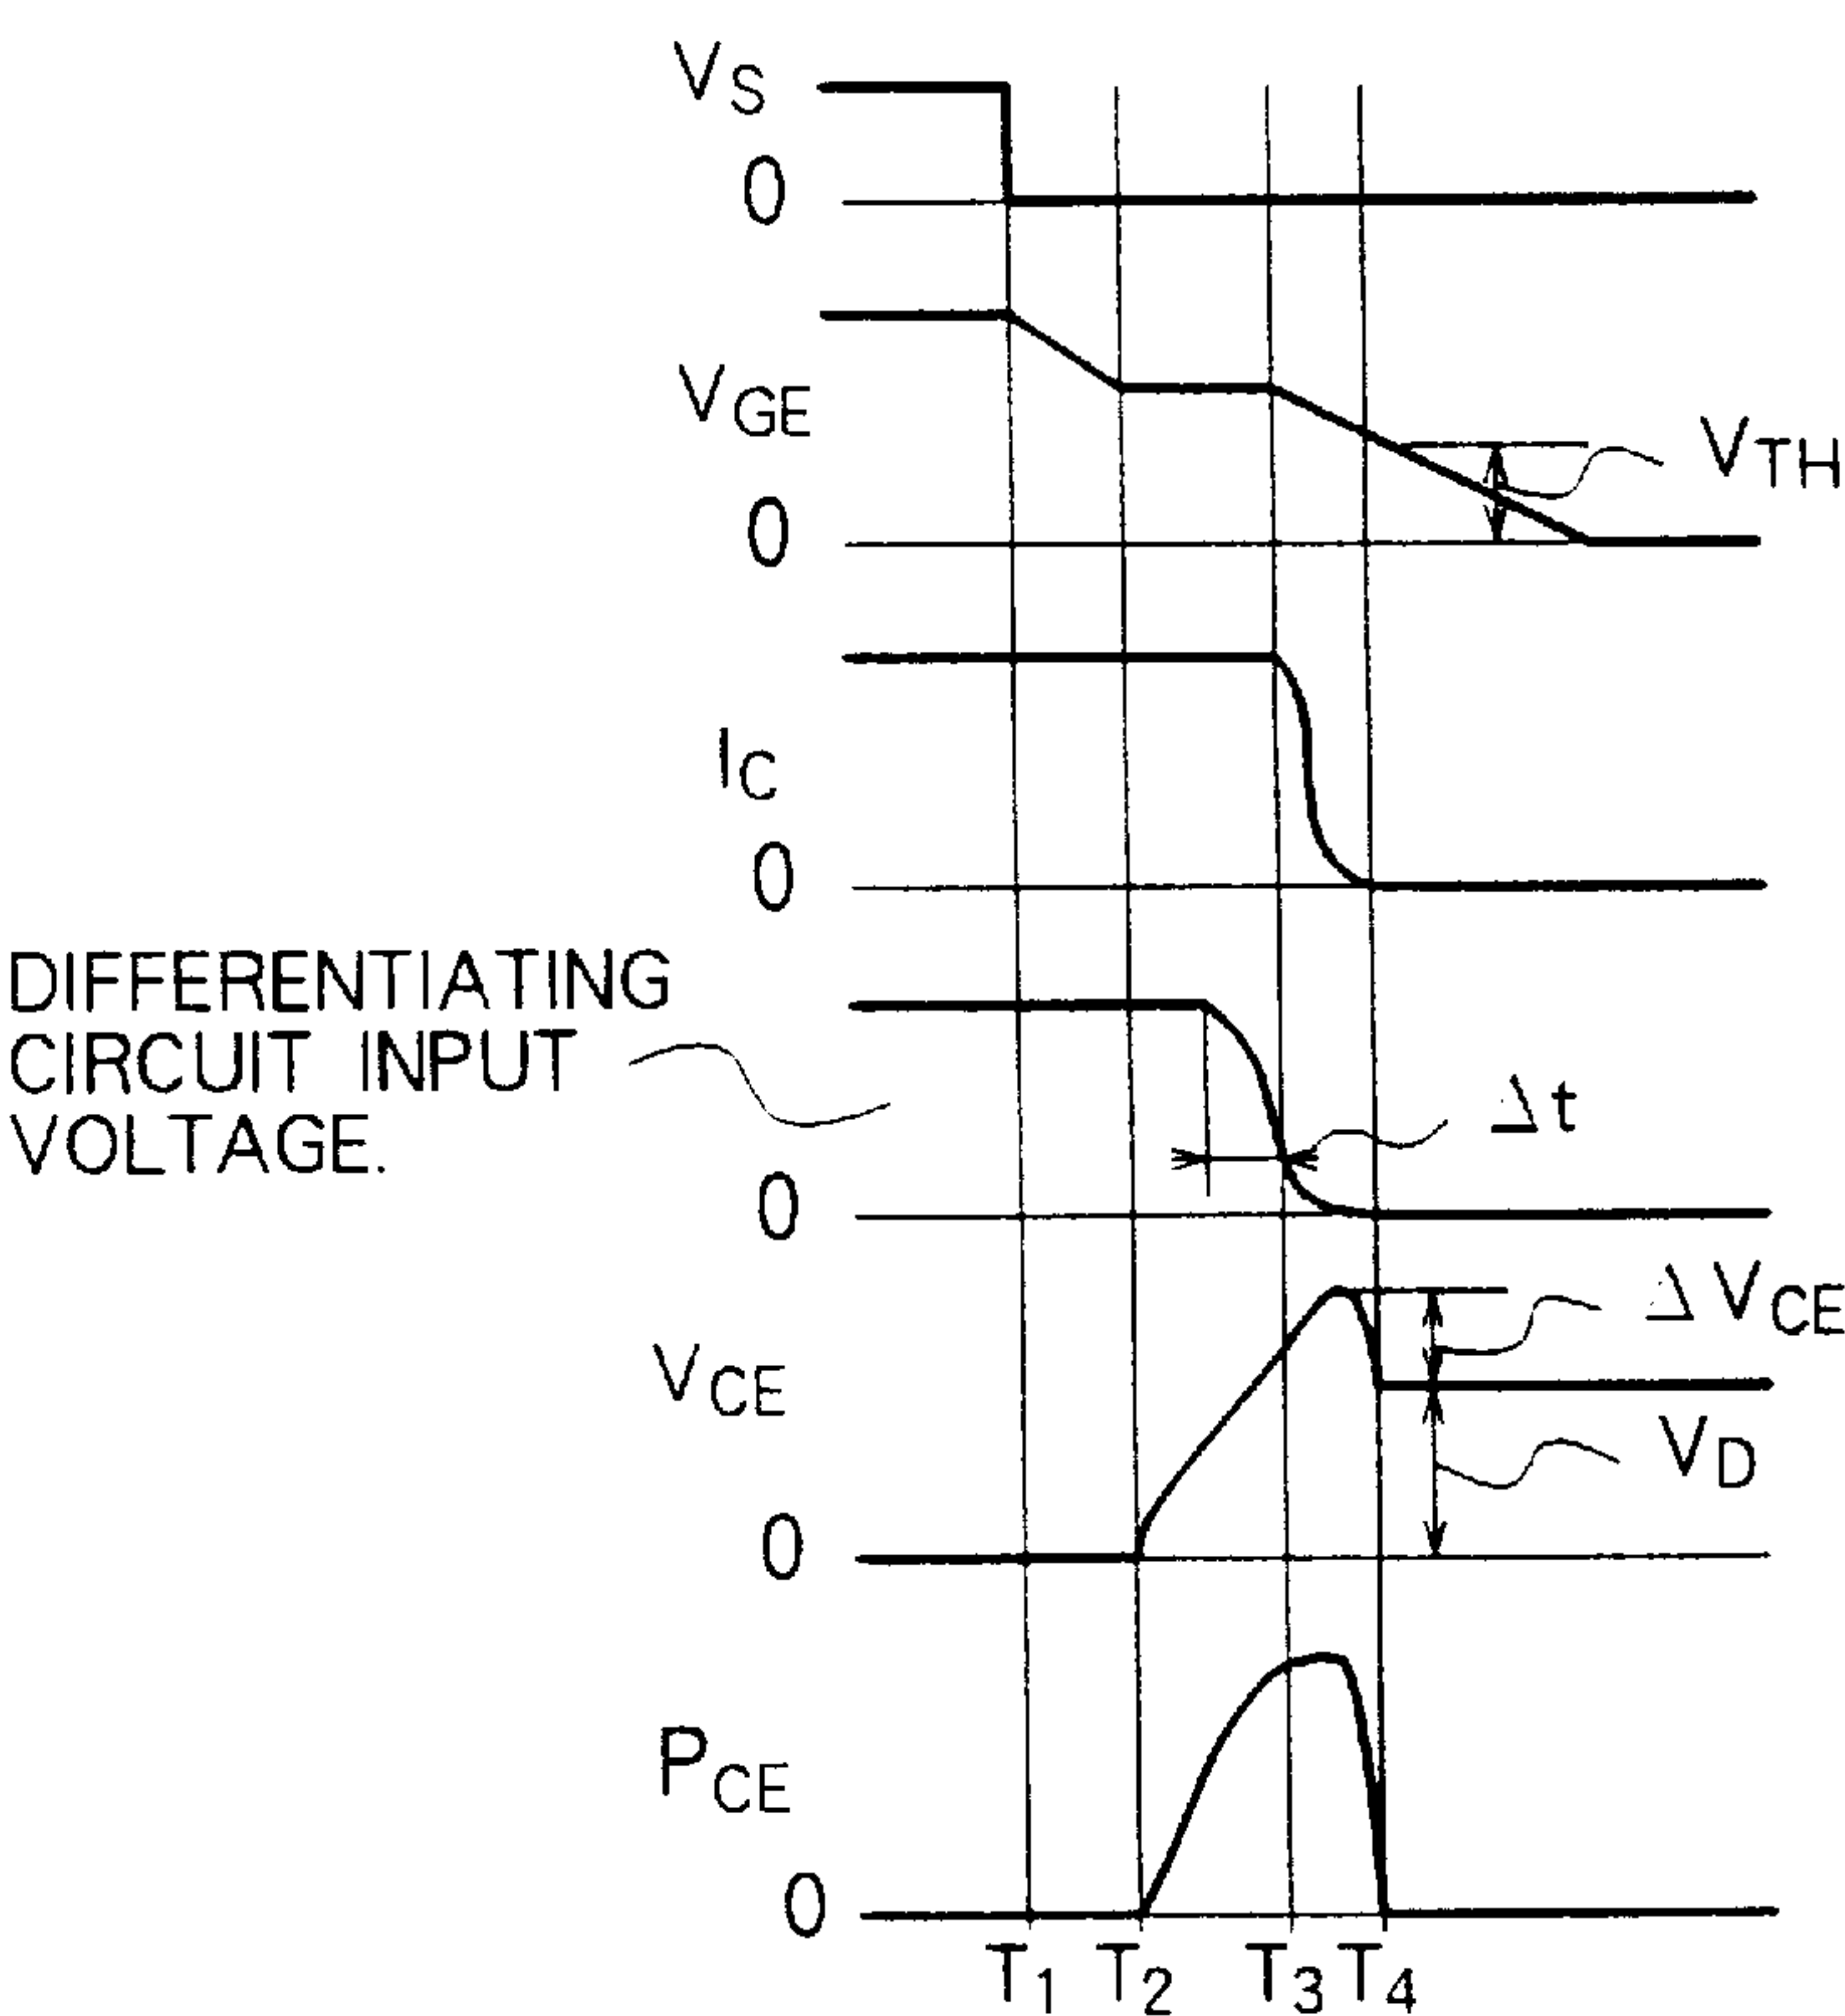 VS
0
VGE
VTH
0
IC
0
DIFFERENTIATING
CIRCUIT INPUT
VOLTAGE.
Δt
0
ΔVCE
VCE
VD
0
PCE
0
T1 T2 T3 T4